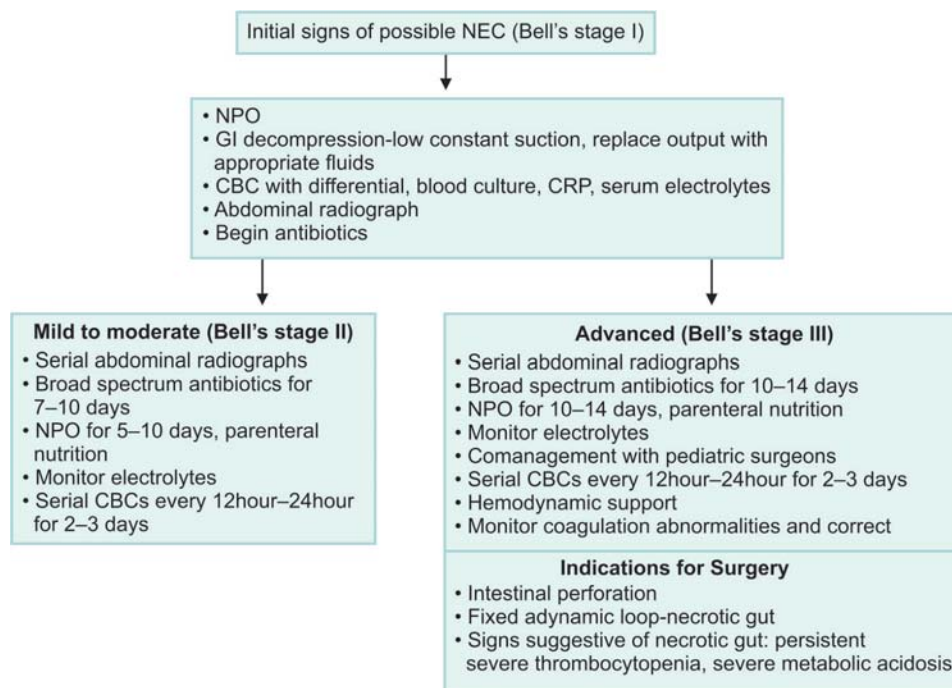 Initial signs of possible NEC (Bell's stage I)
• NPO
• GI decompression-low constant suction, replace output with
appropriate fluids
• CBC with differential, blood culture, CRP, serum electrolytes
• Abdominal radiograph
• Begin antibiotics
Mild to moderate (Bell's stage II)
• Serial abdominal radiographs
• Broad spectrum antibiotics for
7–10 days
• NPO for 5–10 days, parenteral
nutrition
• Monitor electrolytes
• Serial CBCs every 12hour–24hour
for 2–3 days
Advanced (Bell's stage III)
• Serial abdominal radiographs
• Broad spectrum antibiotics for 10–14 days
• NPO for 10–14 days, parenteral nutrition
• Monitor electrolytes
• Comanagement with pediatric surgeons
• Serial CBCs every 12hour–24hour for 2–3 days
• Hemodynamic support
• Monitor coagulation abnormalities and correct
Indications for Surgery
• Intestinal perforation
• Fixed adynamic loop-necrotic gut
• Signs suggestive of necrotic gut: persistent
severe thrombocytopenia, severe metabolic acidosis